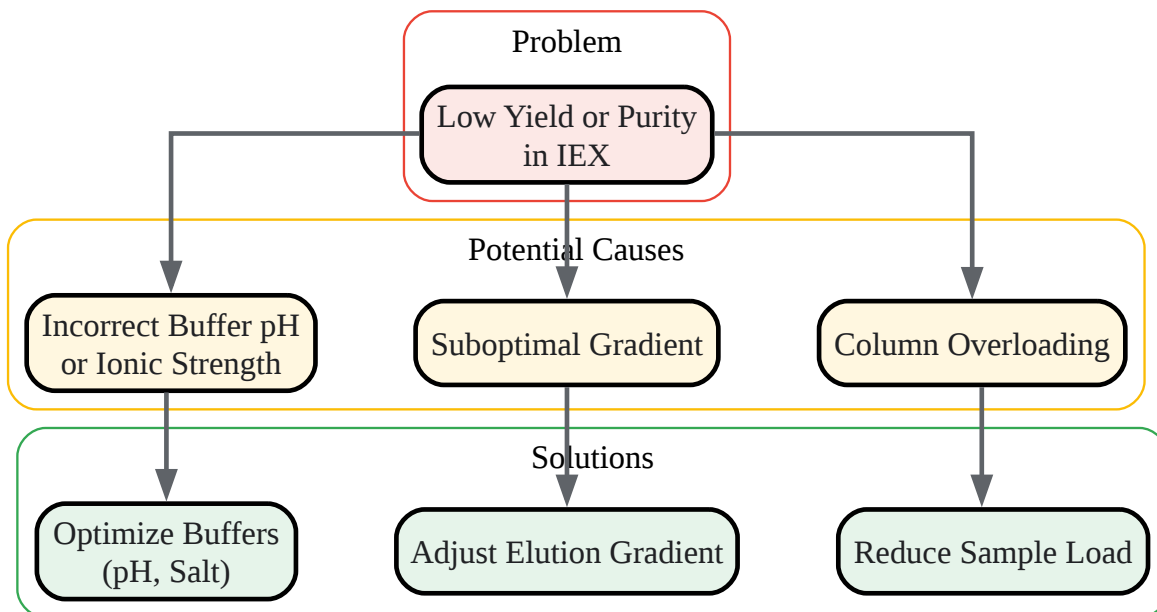 Problem
Low Yield or Purity
in IEX
Potential Causes
Incorrect Buffer pH
or Ionic Strength
Suboptimal Gradient
Column Overloading
Solutions
Optimize Buffers
(pH, Salt)
Adjust Elution Gradient
Reduce Sample Load